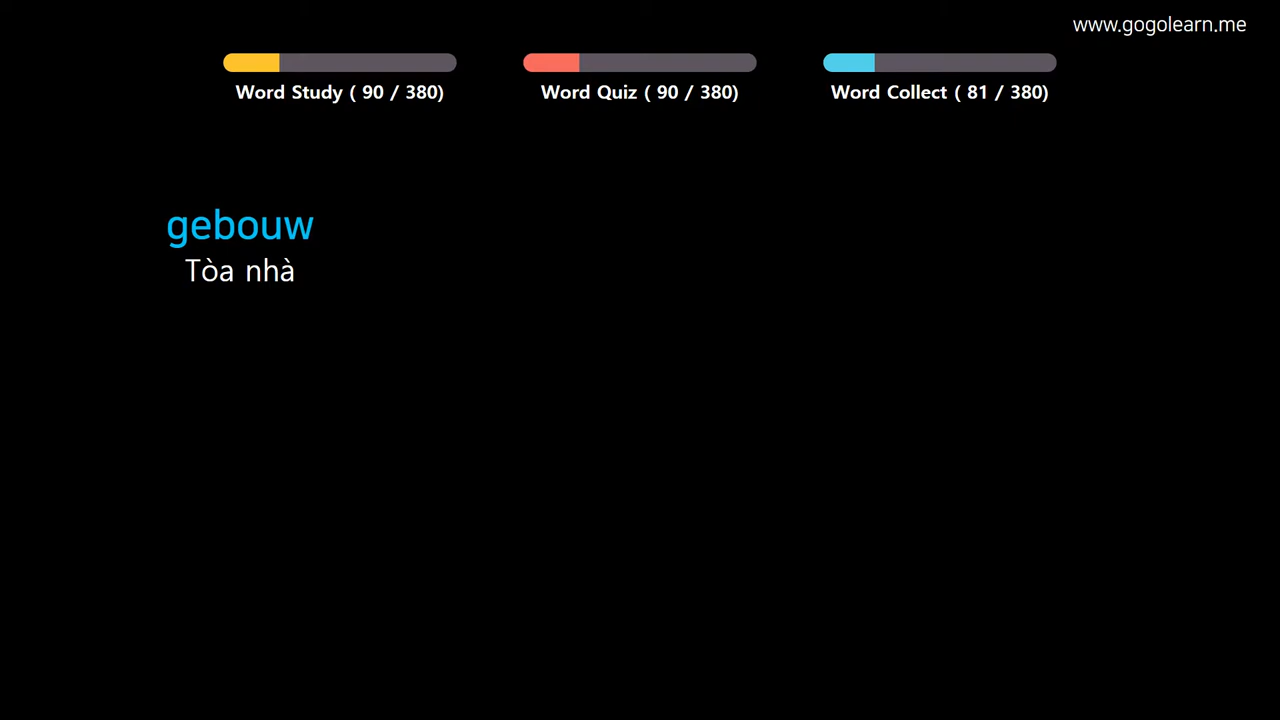 www.gogolearn.me
Word Study ( 90 / 380)
Word Quiz ( 90 / 380)
Word Collect ( 81 / 380)
gebouw
Tòa nhà